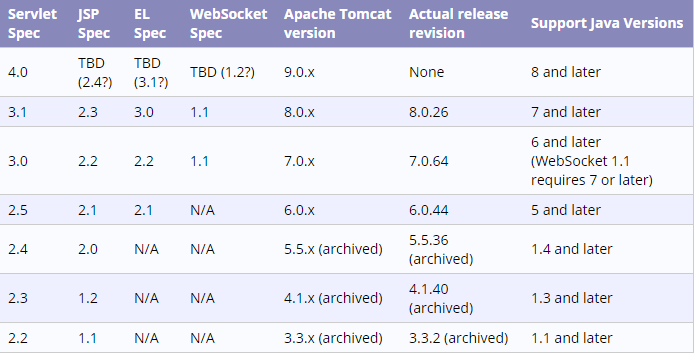 Servlet Spec JSP Spec EL Spec WebSocket Spec Apache Tomcat version Actual release revision Support Java Versions
4.0 TBD (2.4?) TBD (3.1?) TBD (1.2?) 9.0.x None 8 and later
3.1 2.3 3.0 1.1 8.0.x 8.0.26 7 and later
3.0 2.2 2.2 1.1 7.0.x 7.0.64 6 and later (WebSocket 1.1 requires 7 or later)
2.5 2.1 2.1 N/A 6.0.x 6.0.44 5 and later
2.4 2.0 N/A N/A 5.5.x (archived) 5.5.36 (archived) 1.4 and later
2.3 1.2 N/A N/A 4.1.x (archived) 4.1.40 (archived) 1.3 and later
2.2 1.1 N/A N/A 3.3.x (archived) 3.3.2 (archived) 1.1 and later